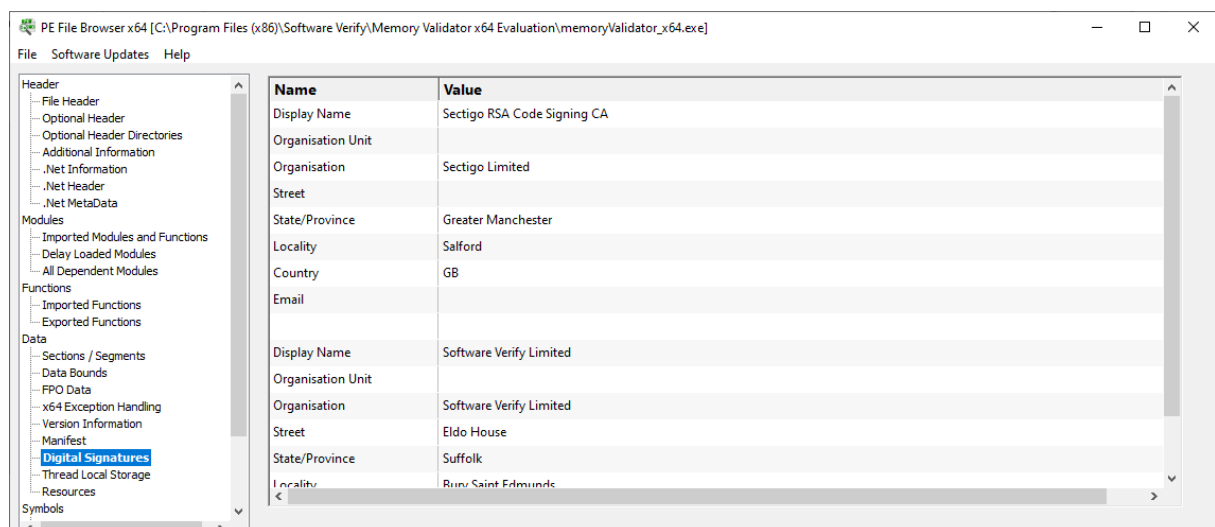 PE File Browser x64 [C:\Program Files (x86)\Software Verify\Memory Validator x64 Evaluation\memoryValidator_x64.exe]
File Software Updates Help
Header
File Header
Optional Header
Optional Header Directories
Additional Information
.Net Information
.Net Header
.Net MetaData
Modules
Imported Modules and Functions
Delay Loaded Modules
All Dependent Modules
Functions
Imported Functions
Exported Functions
Data
Sections / Segments
Data Bounds
FPO Data
x64 Exception Handling
Version Information
Manifest
Digital Signatures
Thread Local Storage
Resources
Symbols
Name Value
Display Name Sectigo RSA Code Signing CA
Organisation Unit
Organisation Sectigo Limited
Street
State/Province Greater Manchester
Locality Salford
Country GB
Email
Display Name Software Verify Limited
Organisation Unit
Organisation Software Verify Limited
Street Eldo House
State/Province Suffolk
Locality Bury Saint Edmunds